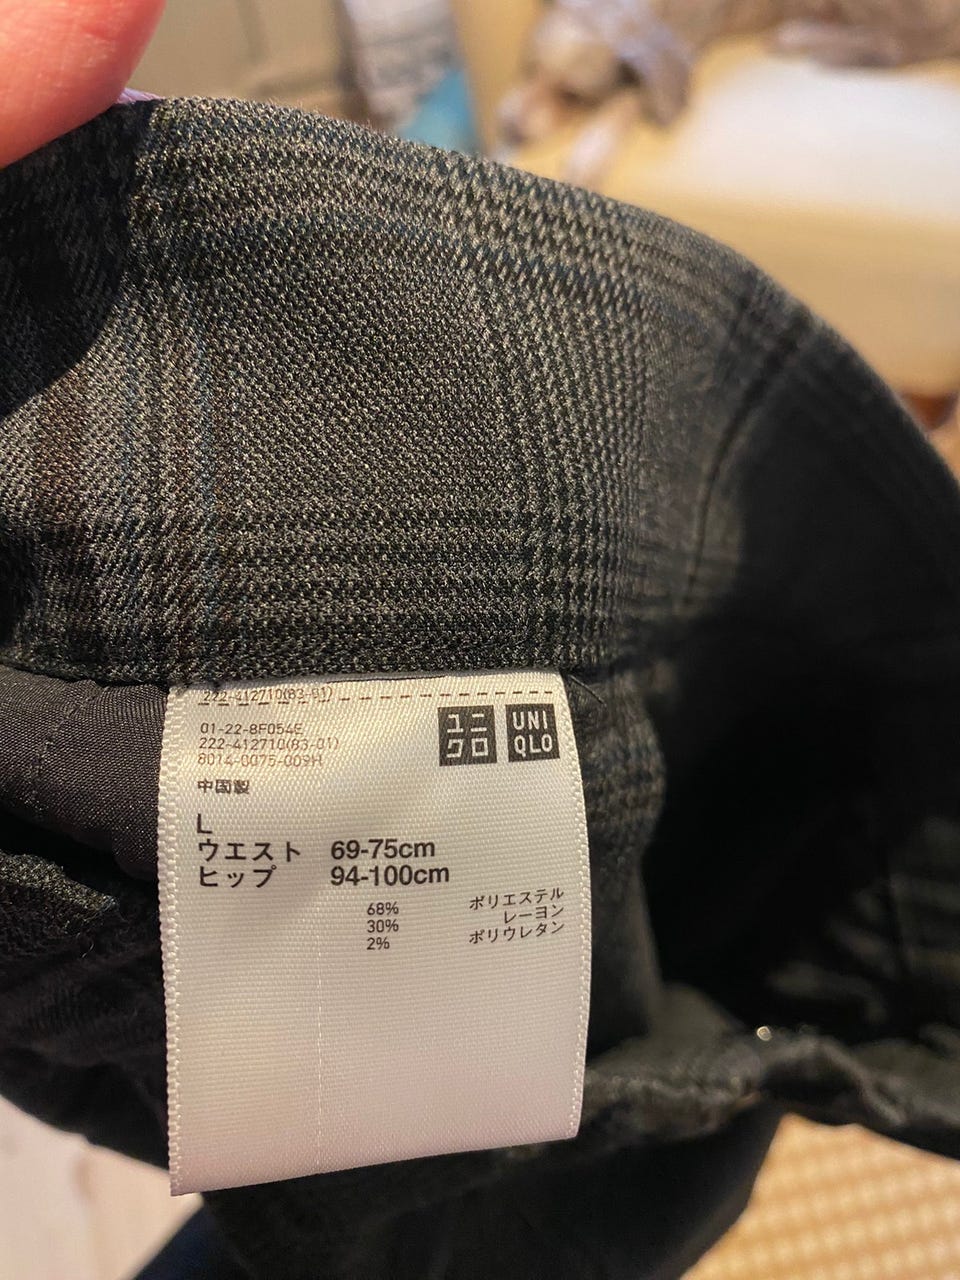 222-412710(83-01)
01-22-8F054E
222-412710(83-01)
8014-0075-009H
中国製
ユニ
クロ
UNI
QLO
L
ウエスト 69-75cm
ヒップ 94-100cm
68% ポリエステル
30% レーヨン
2% ポリウレタン